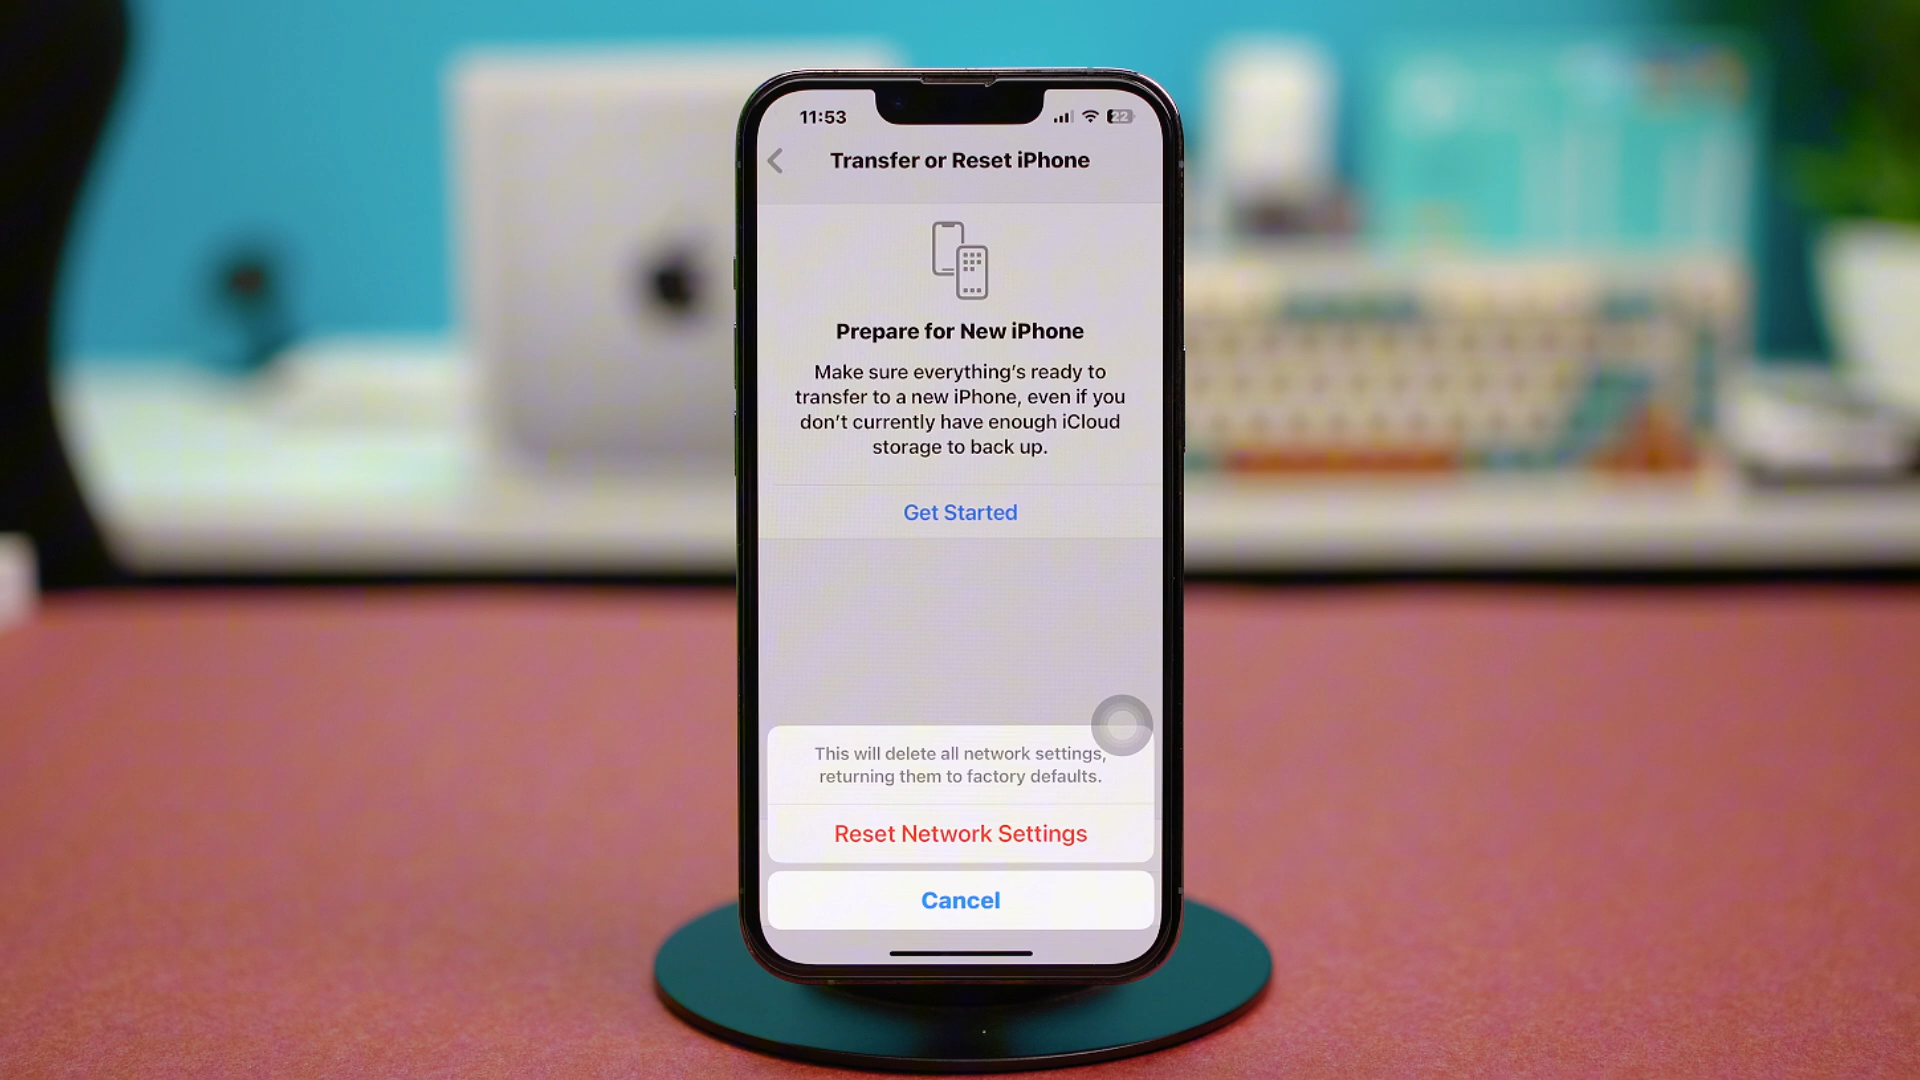 11:53
22
Transfer or Reset iPhone
Prepare for New iPhone
Make sure everything’s ready to
transfer to a new iPhone, even if you
don’t currently have enough iCloud
storage to back up.
Get Started
This will delete all network settings,
returning them to factory defaults.
Reset Network Settings
Cancel